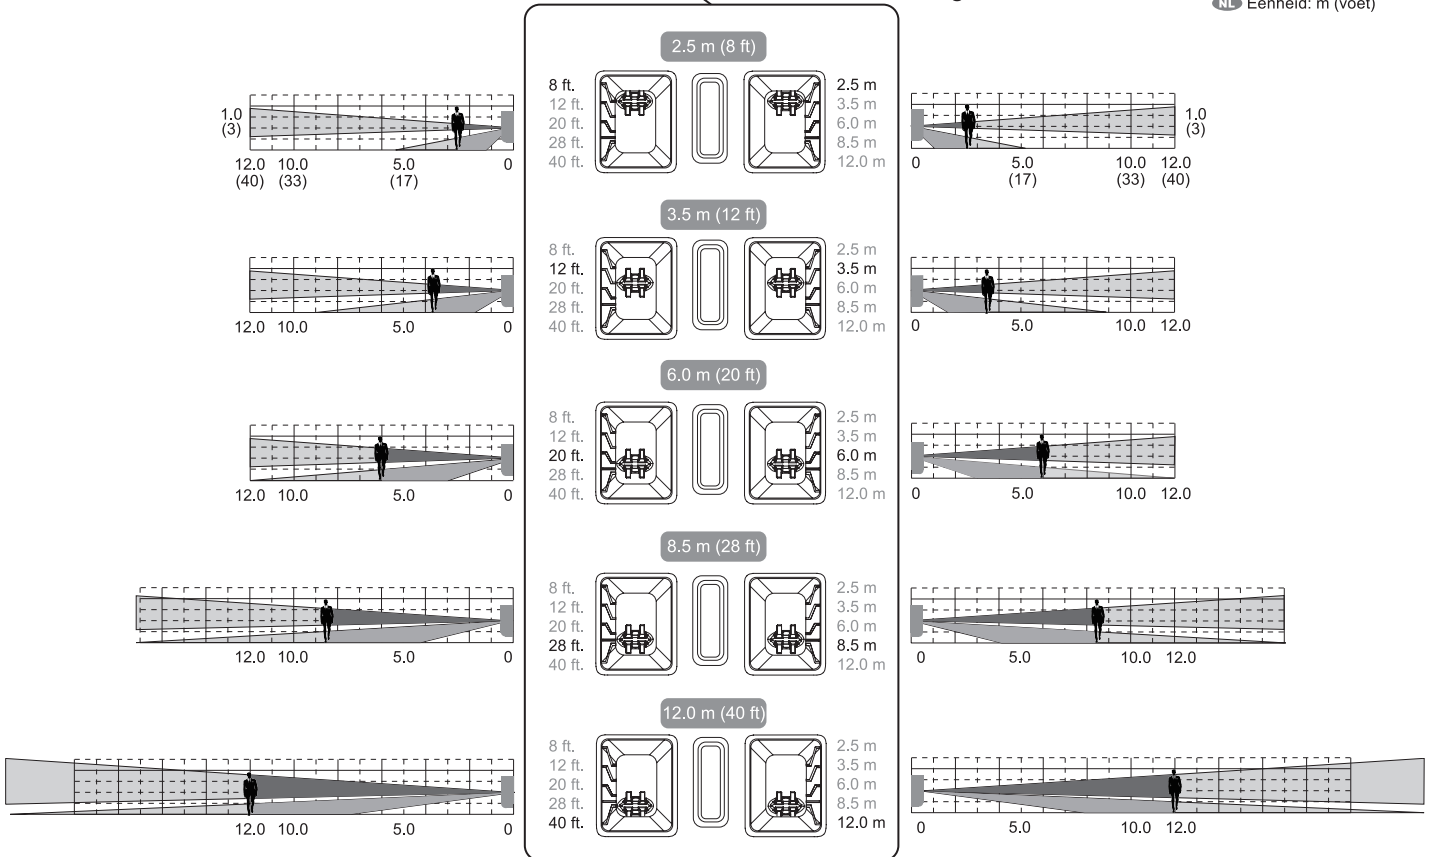 NL Eenheid: m (voet)
2.5 m (8 ft)
8 ft.
12 ft.
20 ft.
28 ft.
40 ft.
2.5 m
3.5 m
6.0 m
8.5 m
12.0 m
1.0
(3)
12.0 10.0 5.0 0
(40) (33) (17)
1.0
(3)
0 5.0 10.0 12.0
(17) (33) (40)
3.5 m (12 ft)
8 ft.
12 ft.
20 ft.
28 ft.
40 ft.
2.5 m
3.5 m
6.0 m
8.5 m
12.0 m
12.0 10.0 5.0 0
0 5.0 10.0 12.0
6.0 m (20 ft)
8 ft.
12 ft.
20 ft.
28 ft.
40 ft.
2.5 m
3.5 m
6.0 m
8.5 m
12.0 m
12.0 10.0 5.0 0
0 5.0 10.0 12.0
8.5 m (28 ft)
8 ft.
12 ft.
20 ft.
28 ft.
40 ft.
2.5 m
3.5 m
6.0 m
8.5 m
12.0 m
12.0 10.0 5.0 0
0 5.0 10.0 12.0
12.0 m (40 ft)
8 ft.
12 ft.
20 ft.
28 ft.
40 ft.
2.5 m
3.5 m
6.0 m
8.5 m
12.0 m
12.0 10.0 5.0 0
0 5.0 10.0 12.0